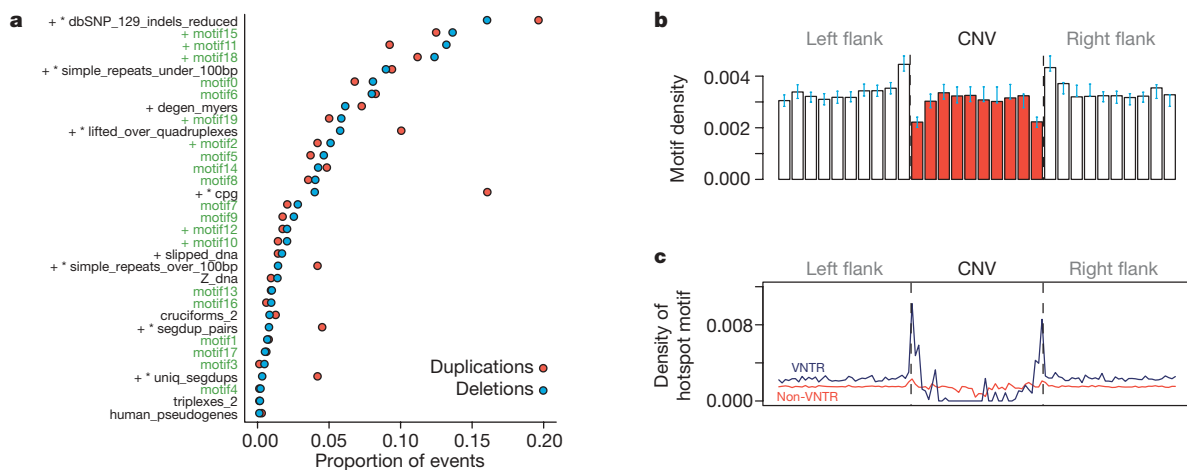 a
+ * dbSNP_129_indels_reduced
+ motif15
+ motif11
+ motif18
+ * simple_repeats_under_100bp
motif0
motif6
+ degen_myers
+ motif19
+ * lifted_over_quadruplexes
+ motif2
motif5
motif14
motif8
+ * cpg
motif7
motif9
+ motif12
+ motif10
+ slipped_dna
+ * simple_repeats_over_100bp
Z_dna
motif13
motif16
cruciforms_2
+ * segdup_pairs
motif1
motif17
motif3
+ * uniq_segdups
motif4
triplexes_2
human_pseudogenes
Duplications
Deletions
0.00 0.05 0.10 0.15 0.20
Proportion of events
b
Left flank CNV Right flank
Motif density
0.004
0.002
0.000
c
Left flank CNV Right flank
Density of
hotspot motif
0.008
0.000
VNTR
Non-VNTR